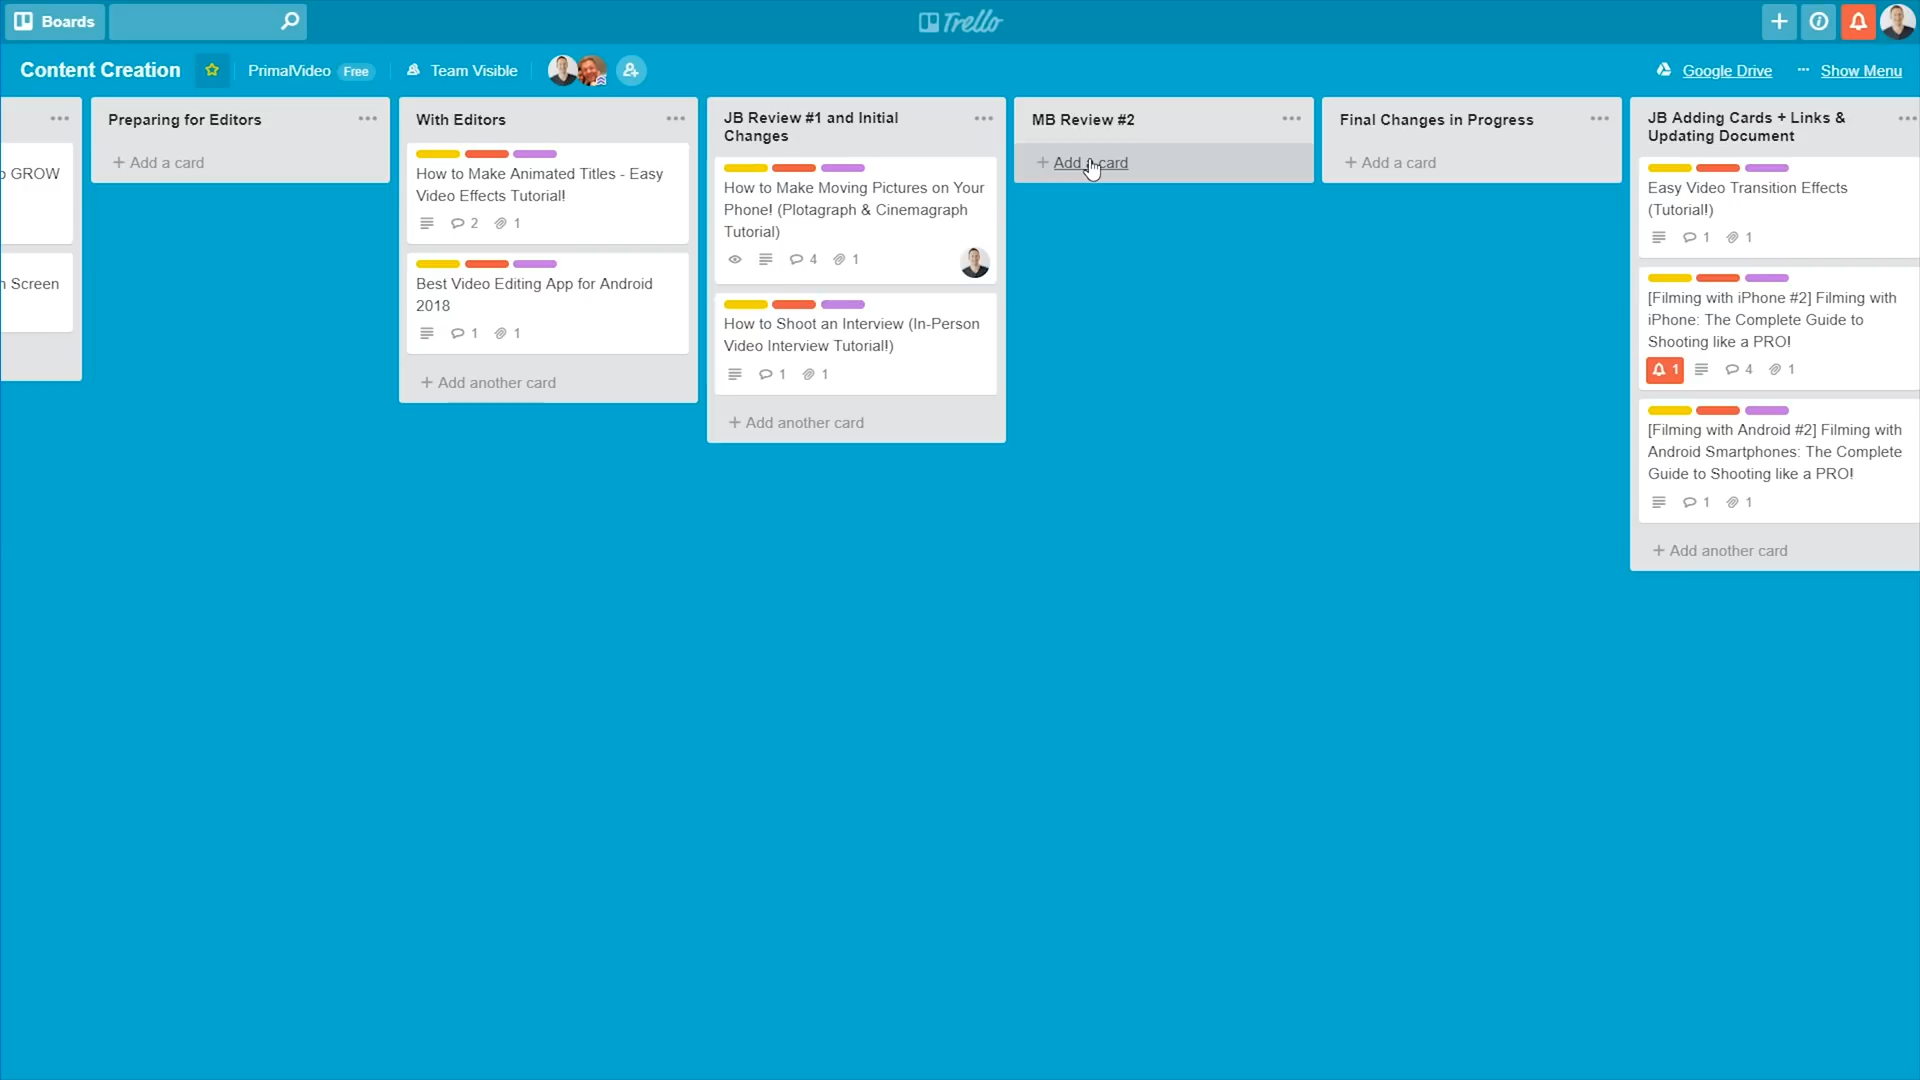 Boards
Trello
Content Creation
PrimalVideo Free
Team Visible
Google Drive
··· Show Menu
GROW
Screen
Preparing for Editors
+ Add a card
With Editors
How to Make Animated Titles - Easy
Video Effects Tutorial!
2 1
Best Video Editing App for Android
2018
1 1
+ Add another card
JB Review #1 and Initial
Changes
How to Make Moving Pictures on Your
Phone! (Plotagraph & Cinemagraph
Tutorial)
4 1
How to Shoot an Interview (In-Person
Video Interview Tutorial!)
1 1
+ Add another card
MB Review #2
+ Add a card
Final Changes in Progress
+ Add a card
JB Adding Cards + Links &
Updating Document
Easy Video Transition Effects
(Tutorial!)
1 1
[Filming with iPhone #2] Filming with
iPhone: The Complete Guide to
Shooting like a PRO!
1 4 1
[Filming with Android #2] Filming with
Android Smartphones: The Complete
Guide to Shooting like a PRO!
1 1
+ Add another card